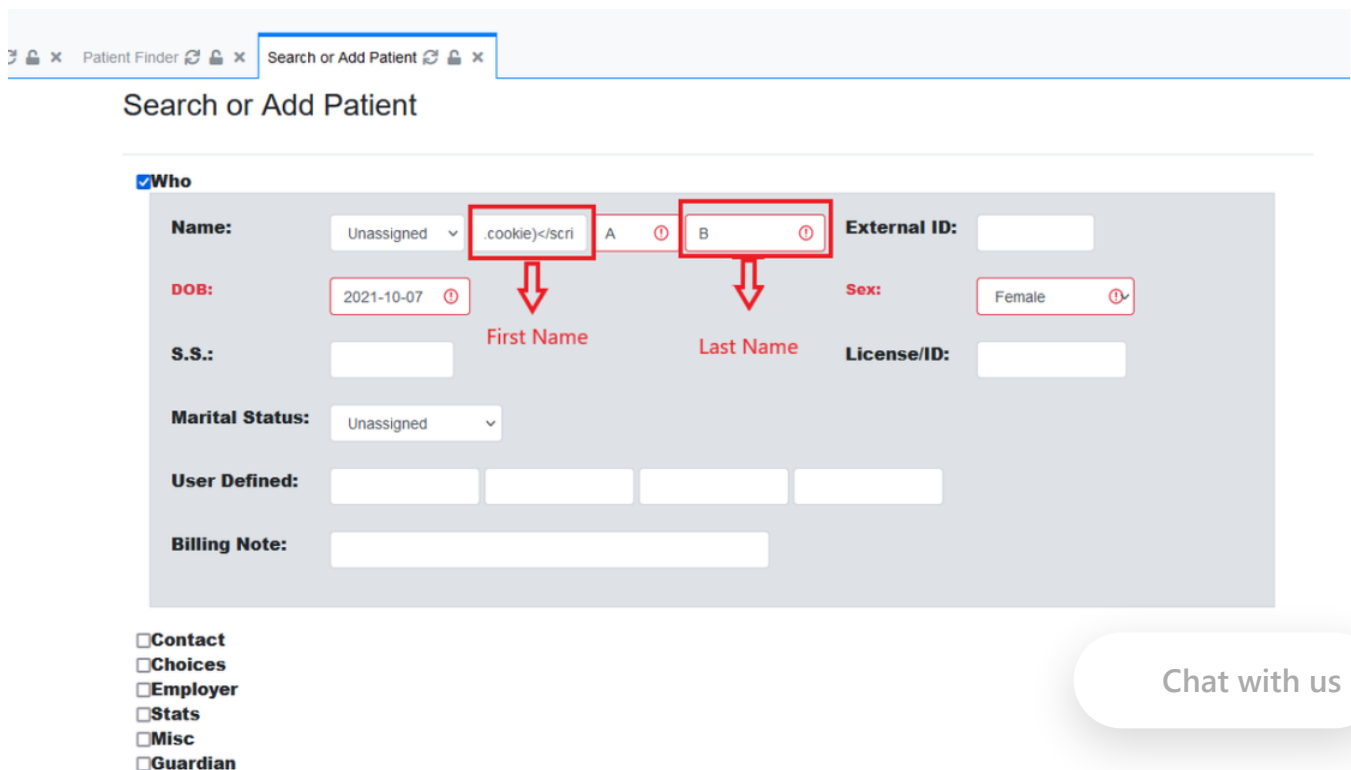 Patient Finder Search or Add Patient
Search or Add Patient
Who
Name: Unassigned .cookie)</scri A B External ID:
DOB: 2021-10-07 Sex: Female
First Name Last Name
S.S.: License/ID:
Marital Status: Unassigned
User Defined:
Billing Note:
Contact
Choices
Employer
Stats
Misc
Guardian
Chat with us